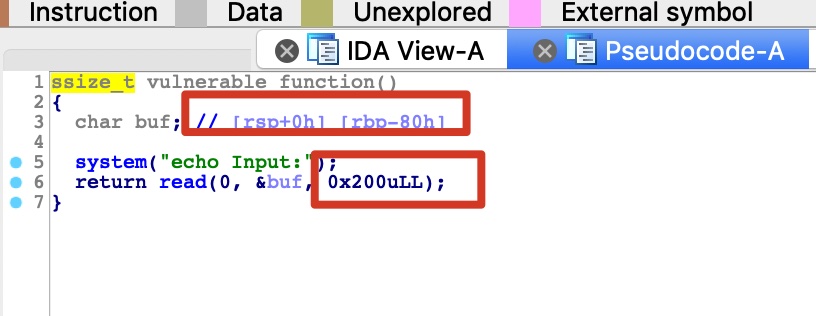 Instruction Data Unexplored External symbol
IDA View-A Pseudocode-A
1 ssize_t vulnerable_function()
2 {
3 char buf; // [rsp+0h] [rbp-80h]
4
5 system("echo Input:");
6 return read(0, &buf, 0x200uLL);
7 }